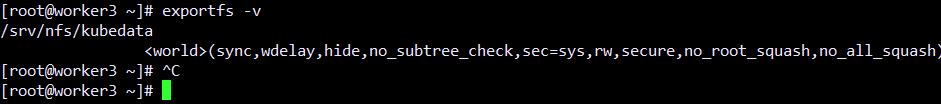 [root@worker3 ~]# exportfs -v
/srv/nfs/kubedata
<world>(sync,wdelay,hide,no_subtree_check,sec=sys,rw,secure,no_root_squash,no_all_squash)
[root@worker3 ~]# ^C
[root@worker3 ~]#